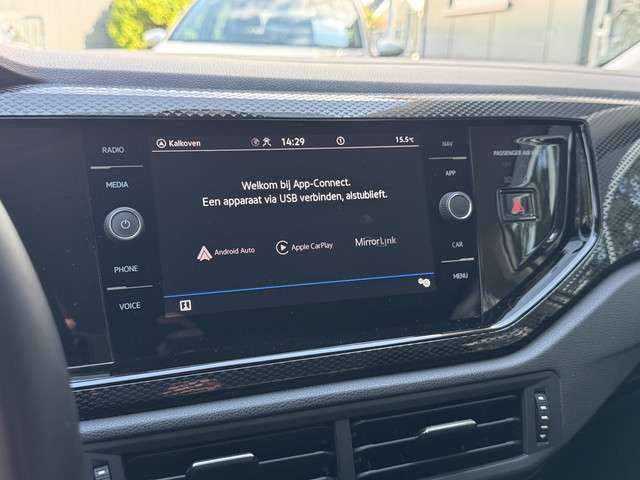 RADIO
MEDIA
PHONE
VOICE
Kalkoven 14:29 15.5°C
Welkom bij App-Connect.
Een apparaat via USB verbinden, alstublieft.
Android Auto Apple CarPlay MirrorLink
NAV
APP
CAR
MENU
PASSENGER AIR